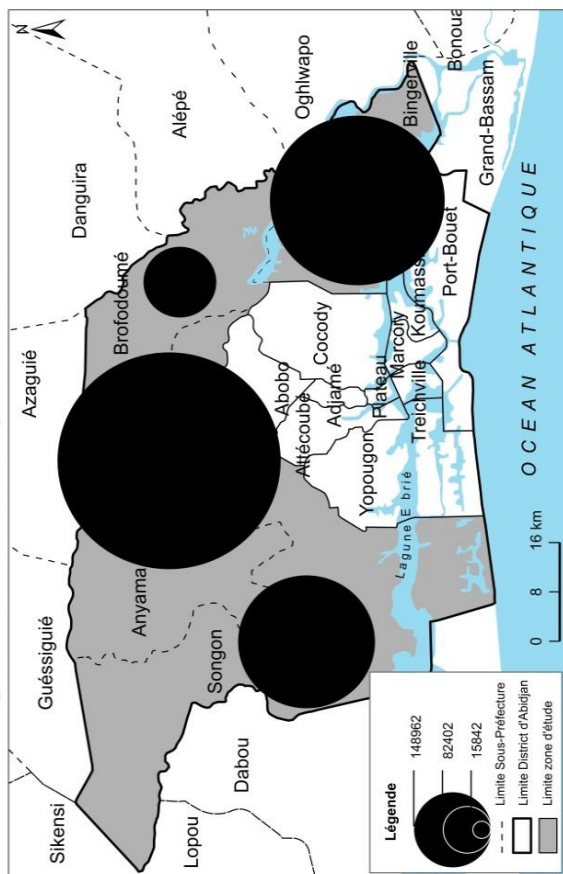 Sikensi
Guéssiguié
Azaguié
Danguira
Alépé
Oghlwapo
Brofodoumé
Anyama
Lopou
Dabou
Songon
Abobo
Attécoubé
Adjamé
Cocody
Yopougon
Plateau
Marcory
Koumass
Treichville
Port-Bouet
Bingerville
Bonoua
Grand-Bassam
Lagune E brié
OCEAN ATLANTIQUE
0 8 16 km
Légende
148962
82402
15842
Limite Sous-Préfecture
Limite District d'Abidjan
Limite zone d'étude